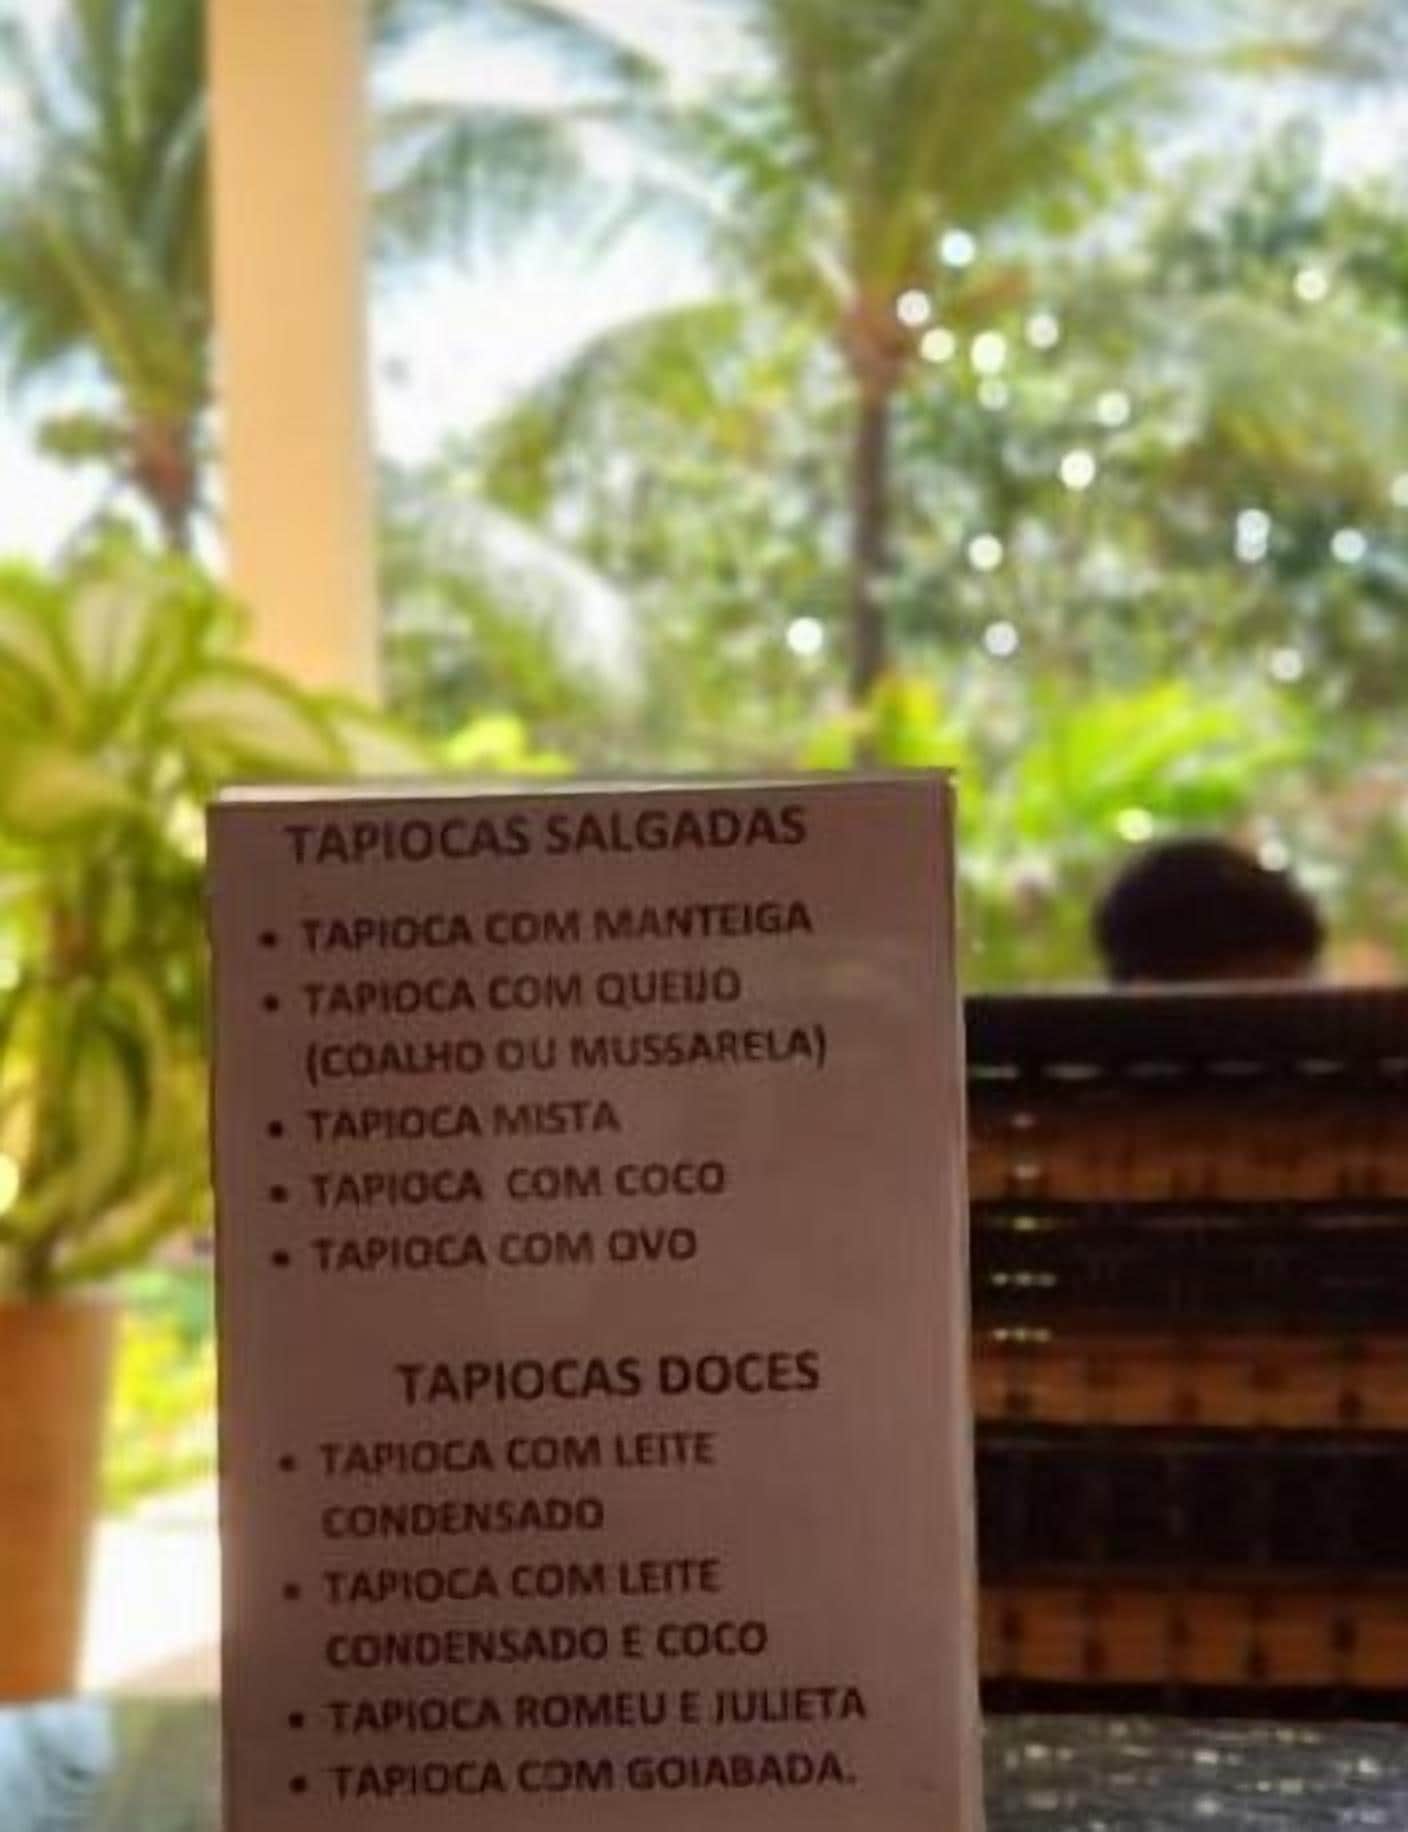 TAPIOCAS SALGADAS
• TAPIOCA COM MANTEIGA
• TAPIOCA COM QUEIJO
(COALHO OU MUSSARELA)
• TAPIOCA MISTA
• TAPIOCA COM COCO
• TAPIOCA COM OVO
TAPIOCAS DOCES
• TAPIOCA COM LEITE
CONDENSADO
• TAPIOCA COM LEITE
CONDENSADO E COCO
• TAPIOCA ROMEU E JULIETA
• TAPIOCA COM GOIABADA.